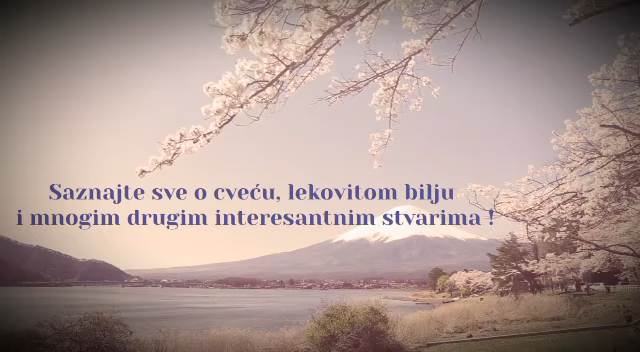 Saznajte sve o cveću, lekovitom bilju
i mnogim drugim interesantnim stvarima !